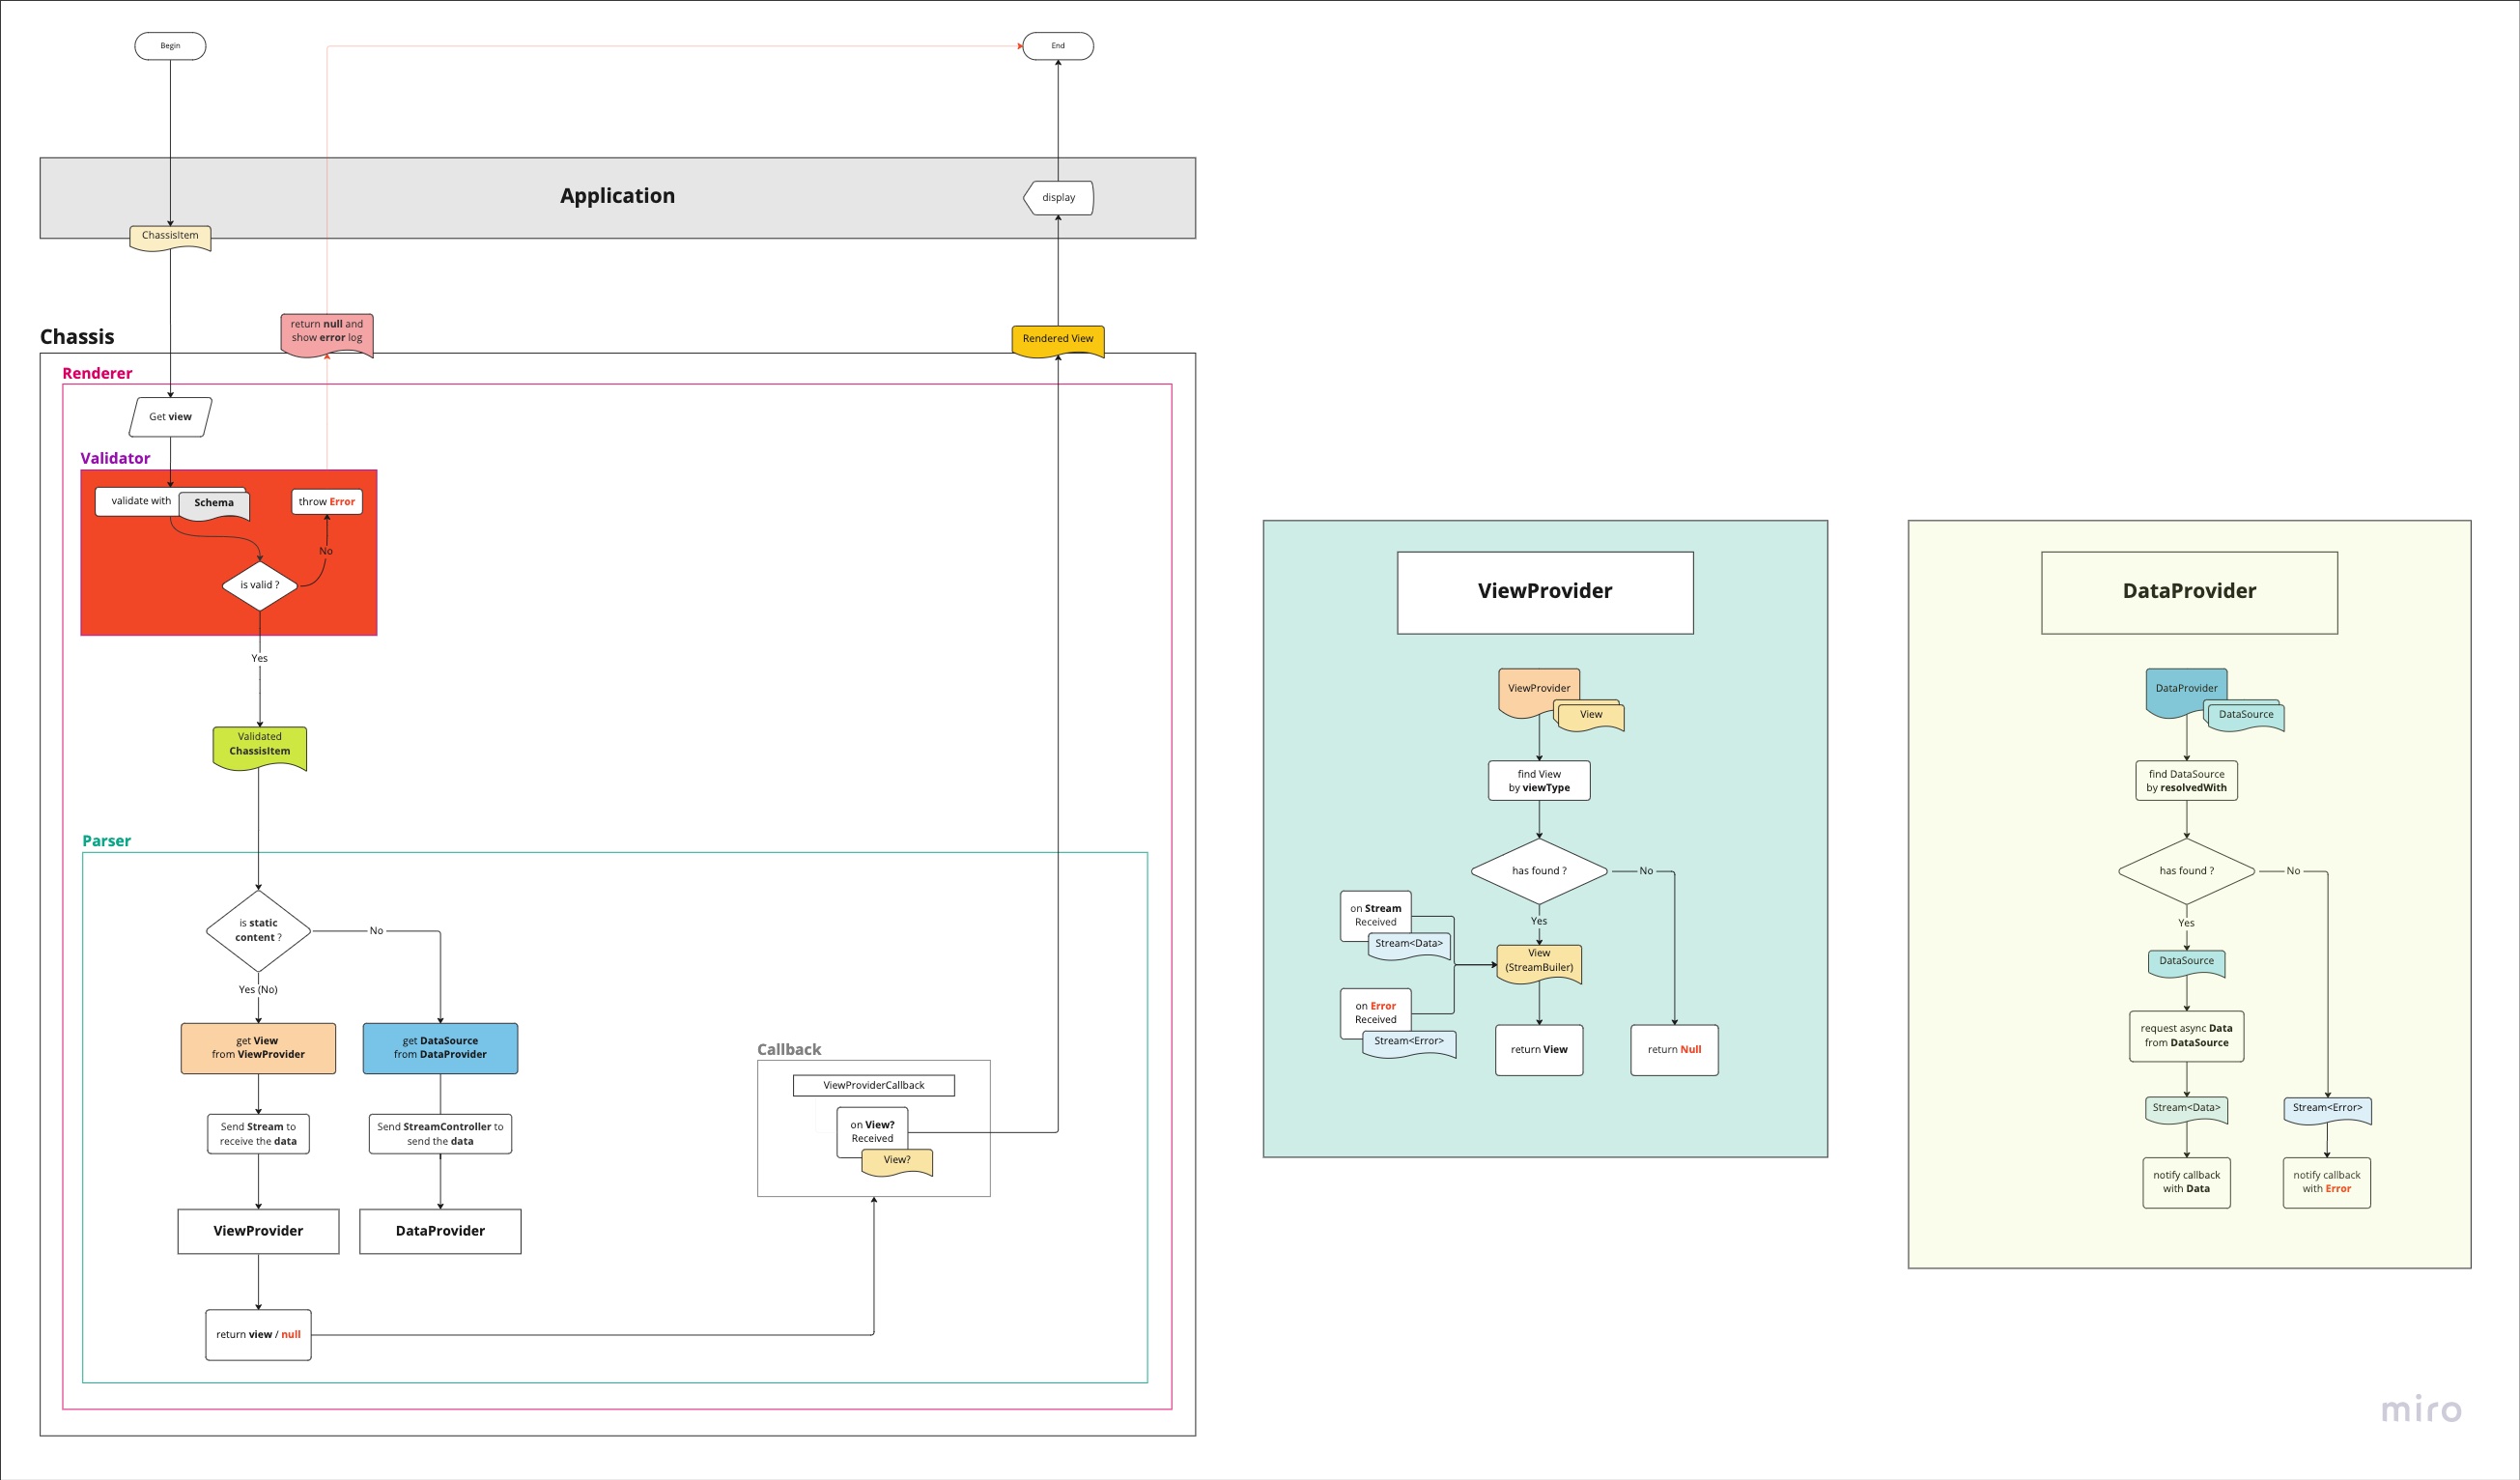 Begin
End
Application
display
ChassisItem
return null and
show error log
Chassis
Rendered View
Renderer
Get view
Validator
validate with
Schema
throw Error
No
is valid ?
Yes
Validated
ChassisItem
Parser
is static
content ?
No
Yes (No)
get View
from ViewProvider
get DataSource
from DataProvider
Send Stream to
receive the data
Send StreamController to
send the data
ViewProvider
DataProvider
return view / null
Callback
ViewProviderCallback
on View?
Received
View?
ViewProvider
ViewProvider
View
find View
by viewType
has found ?
No
Yes
on Stream
Received
Stream<Data>
View
(StreamBuiler)
on Error
Received
Stream<Error>
return View
return Null
DataProvider
DataProvider
DataSource
find DataSource
by resolvedWith
has found ?
No
Yes
DataSource
request async Data
from DataSource
Stream<Data>
Stream<Error>
notify callback
with Data
notify callback
with Error
miro